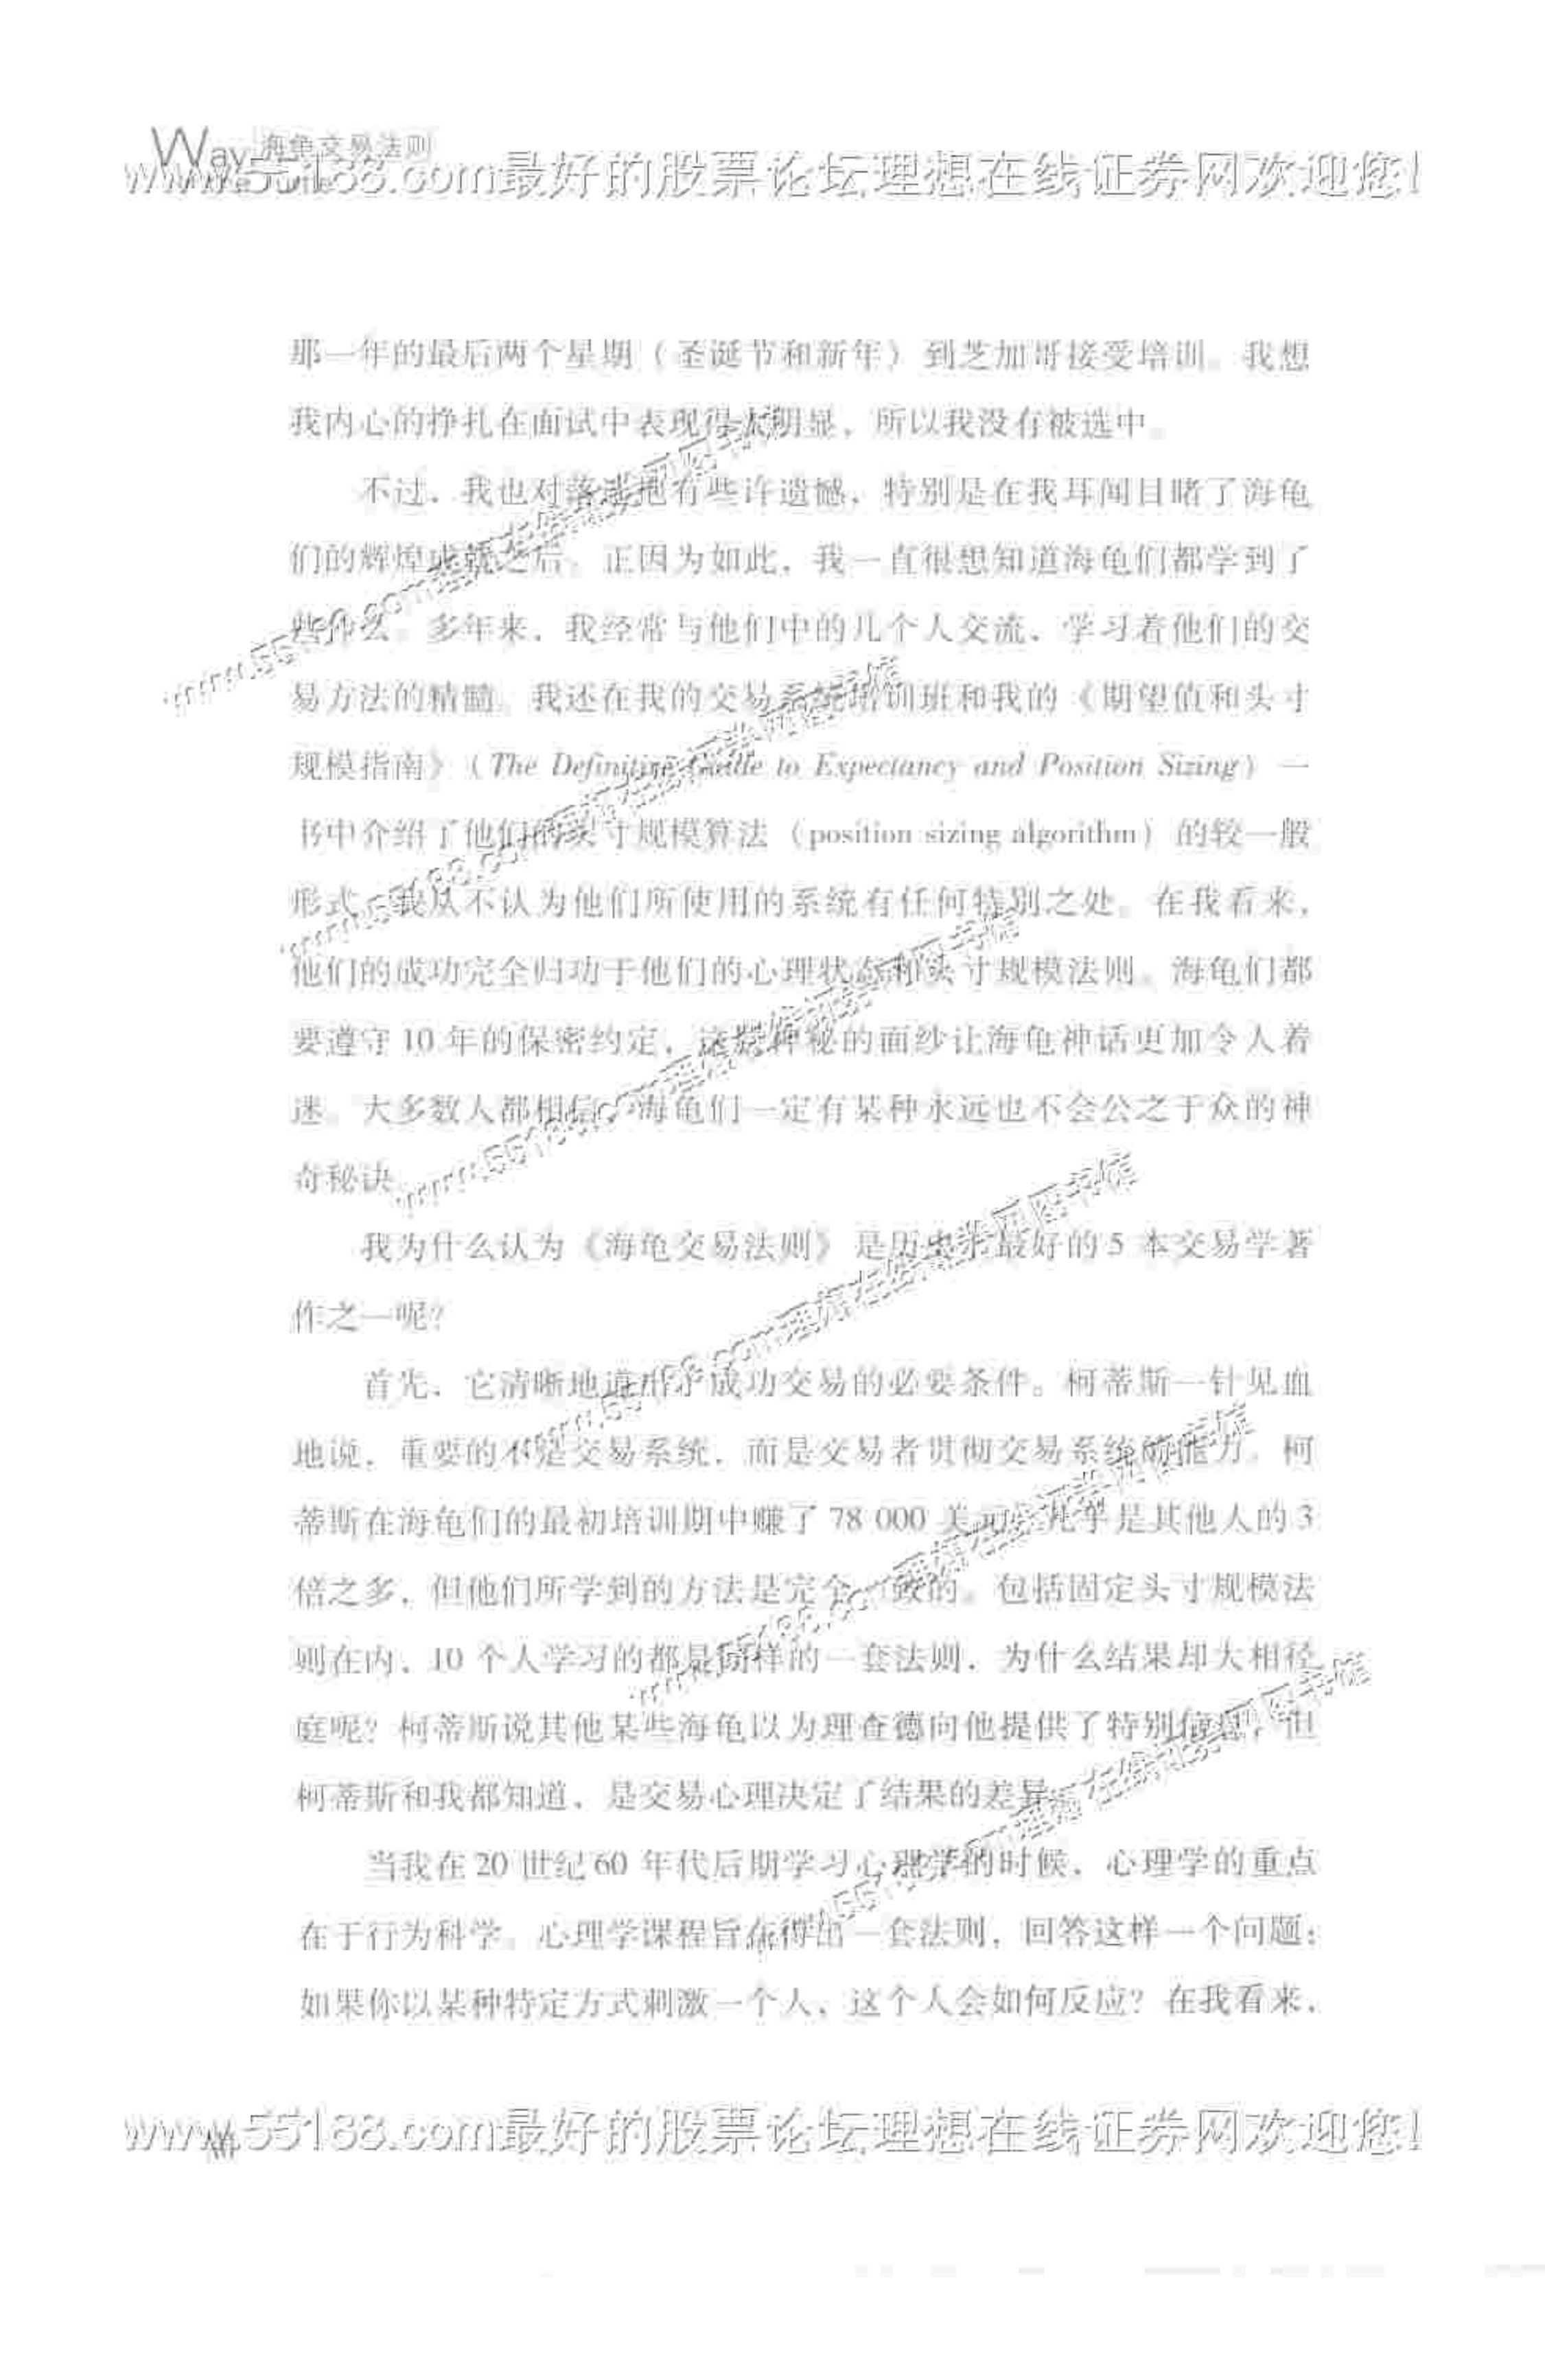 Way 海龟交易法则
www.55188.com最好的股票论坛理想在线证券网欢迎您!
那一年的最后两个星期（圣诞节和新年）到芝加哥接受培训。我想
我内心的挣扎在面试中表现得太明显，所以我没有被选中。
不过，我也对落选抱有些许遗憾，特别是在我耳闻目睹了海龟
们的辉煌成就之后。正因为如此，我一直很想知道海龟们都学到了
些什么。多年来，我经常与他们中的几个人交流，学习着他们的交
易方法的精髓。我还在我的交易系统培训班和我的《期望值和头寸
规模指南》（The Definitive Guide to Expectancy and Position Sizing）一
书中介绍了他们的头寸规模算法（position sizing algorithm）的较一般
形式。我从不认为他们所使用的系统有任何特别之处。在我看来，
他们的成功完全归功于他们的心理状态和头寸规模法则。海龟们都
要遵守 10 年的保密约定，这层神秘的面纱让海龟神话更加令人着
迷。大多数人都相信，海龟们一定有某种永远也不会公之于众的神
奇秘诀。
我为什么认为《海龟交易法则》是历史上最好的 5 本交易学著
作之一呢？
首先，它清晰地道出了成功交易的必要条件。柯蒂斯一针见血
地说，重要的不是交易系统，而是交易者贯彻交易系统的能力。柯
蒂斯在海龟们的最初培训期中赚了 78 000 美元，几乎是其他人的 3
倍之多，但他们所学到的方法是完全一致的。包括固定头寸规模法
则在内，10 个人学习的都是同样的一套法则，为什么结果却大相径
庭呢？柯蒂斯说其他某些海龟以为理查德向他提供了特别信息，但
柯蒂斯和我都知道，是交易心理决定了结果的差异。
当我在 20 世纪 60 年代后期学习心理学的时候，心理学的重点
在于行为科学。心理学课程旨在得出一套法则，回答这样一个问题：
如果你以某种特定方式刺激一个人，这个人会如何反应？在我看来，
www.55188.com最好的股票论坛理想在线证券网欢迎您!